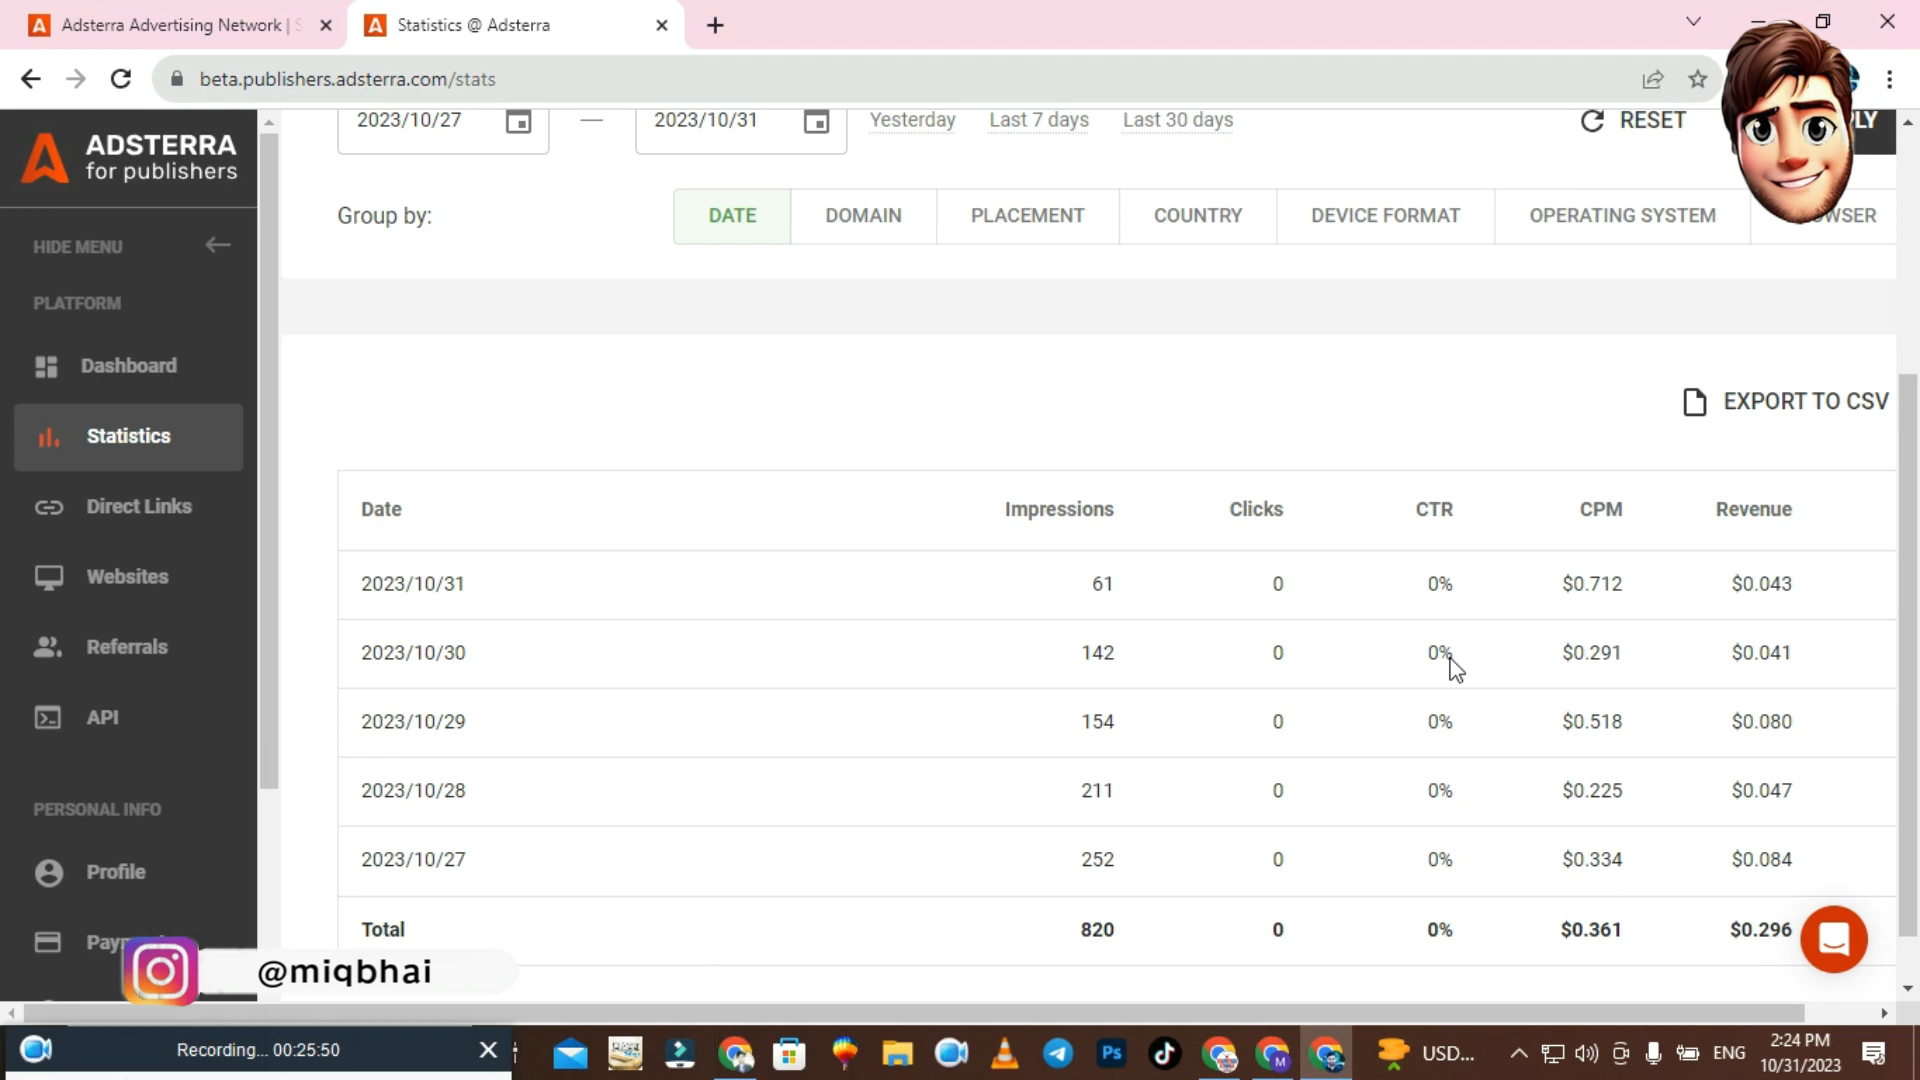 Adsterra Advertising Network |
Statistics @ Adsterra
beta.publishers.adsterra.com/stats
ADSTERRA
for publishers
HIDE MENU
PLATFORM
Dashboard
Statistics
Direct Links
Websites
Referrals
API
PERSONAL INFO
Profile
2023/10/27 — 2023/10/31 Yesterday Last 7 days Last 30 days RESET
Group by: DATE DOMAIN PLACEMENT COUNTRY DEVICE FORMAT OPERATING SYSTEM
EXPORT TO CSV
Date Impressions Clicks CTR CPM Revenue
2023/10/31 61 0 0% $0.712 $0.043
2023/10/30 142 0 0% $0.291 $0.041
2023/10/29 154 0 0% $0.518 $0.080
2023/10/28 211 0 0% $0.225 $0.047
2023/10/27 252 0 0% $0.334 $0.084
Total 820 0 0% $0.361 $0.296
@miqbhai
Recording... 00:25:50
Ps
M
USD...
ENG
2:24 PM
10/31/2023